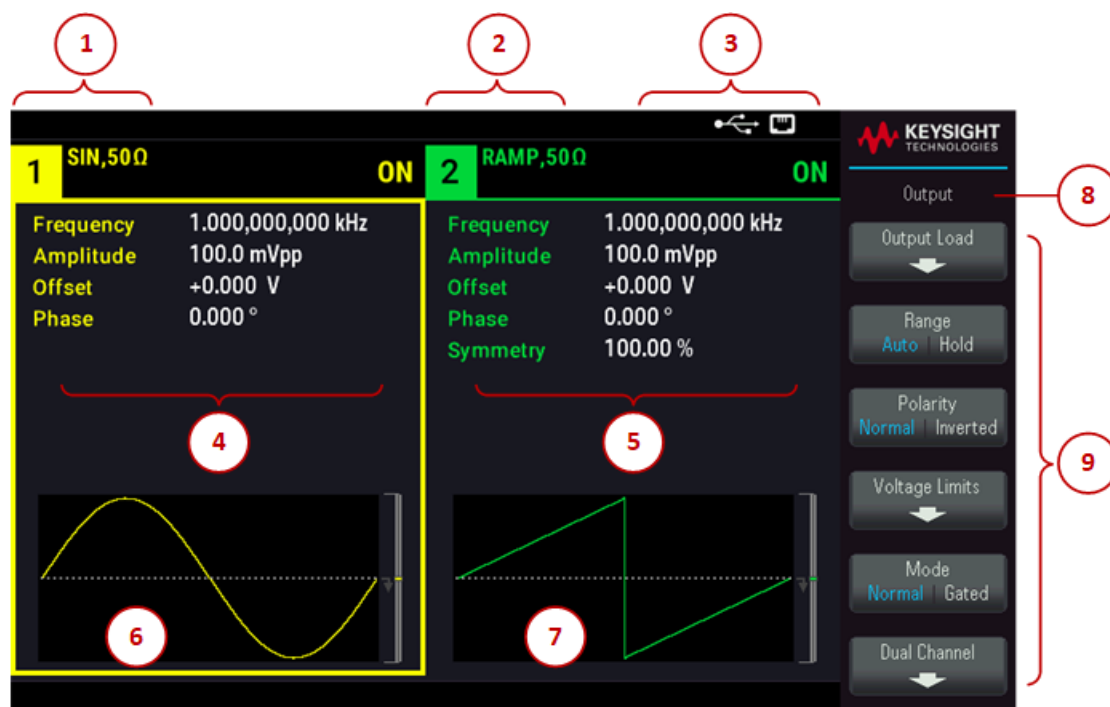 1
2
3
KEYSIGHT
TECHNOLOGIES
1
SIN,50Ω
ON
2
RAMP,50Ω
ON
Output
8
Frequency 1.000,000,000 kHz
Amplitude 100.0 mVpp
Offset +0.000 V
Phase 0.000 °
Frequency 1.000,000,000 kHz
Amplitude 100.0 mVpp
Offset +0.000 V
Phase 0.000 °
Symmetry 100.00 %
4
5
6
7
Output Load
Range
Auto | Hold
Polarity
Normal | Inverted
Voltage Limits
Mode
Normal | Gated
Dual Channel
9